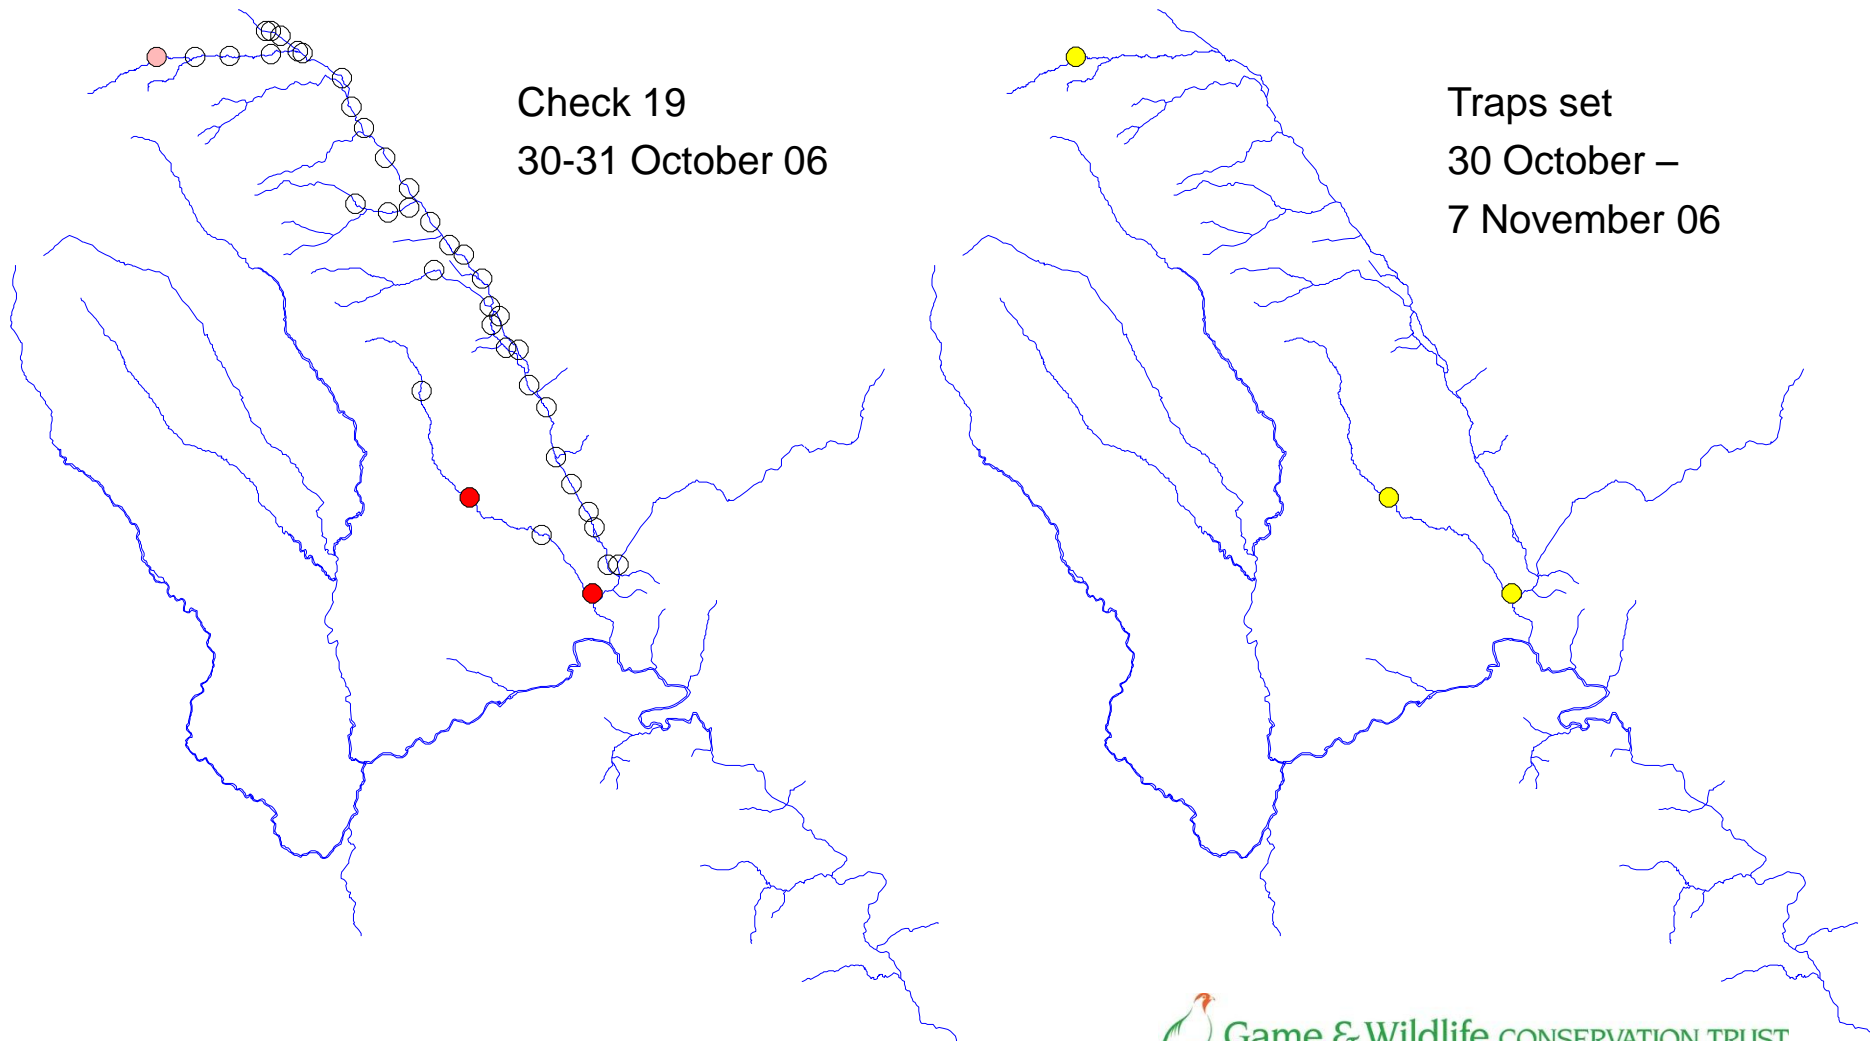 Check 19
30-31 October 06
Traps set
30 October –
7 November 06
Game & Wildlife CONSERVATION TRUST